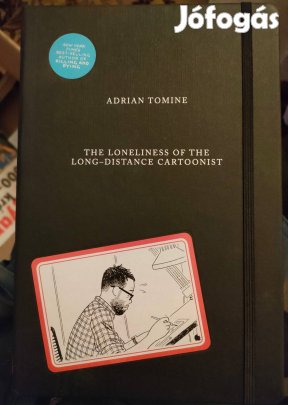 Jófogás
NEW YORK
TIMES
BEST-SELLING
AUTHOR OF
KILLING AND
DYING
ADRIAN TOMINE
THE LONELINESS OF THE
LONG–DISTANCE CARTOONIST